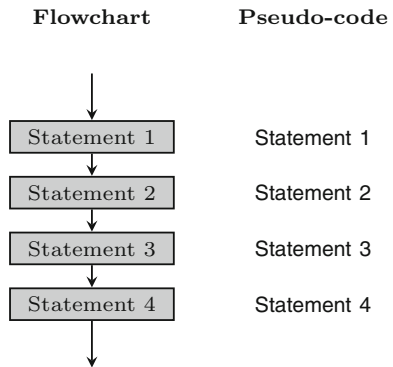 Flowchart Pseudo-code
Statement 1 Statement 1
Statement 2 Statement 2
Statement 3 Statement 3
Statement 4 Statement 4